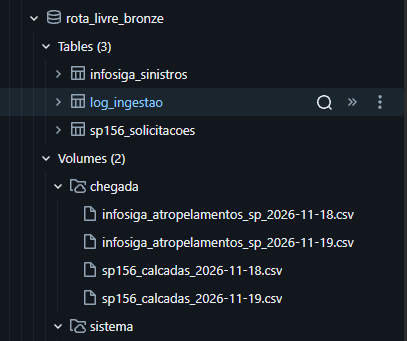 rota_livre_bronze
Tables (3)
infosiga_sinistros
log_ingestao
sp156_solicitacoes
Volumes (2)
chegada
infosiga_atropelamentos_sp_2026-11-18.csv
infosiga_atropelamentos_sp_2026-11-19.csv
sp156_calcadas_2026-11-18.csv
sp156_calcadas_2026-11-19.csv
sistema